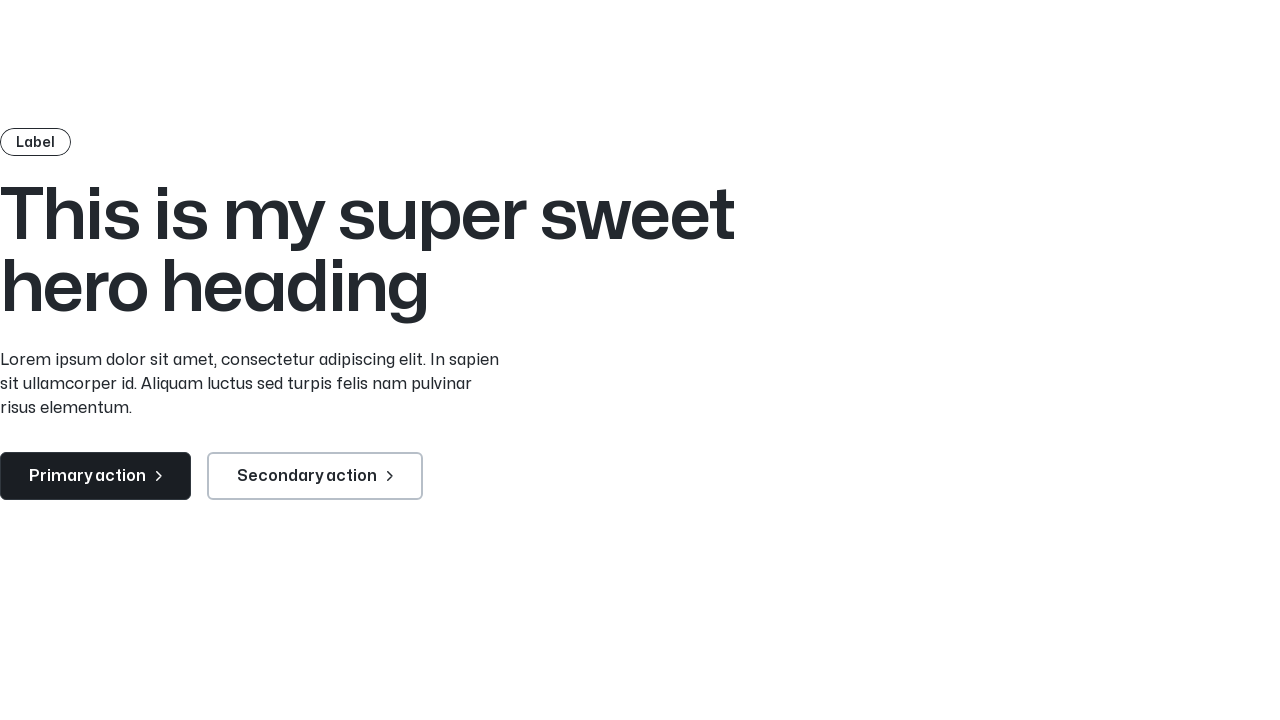 Label
This is my super sweet
hero heading
Lorem ipsum dolor sit amet, consectetur adipiscing elit. In sapien
sit ullamcorper id. Aliquam luctus sed turpis felis nam pulvinar
risus elementum.
Primary action
Secondary action